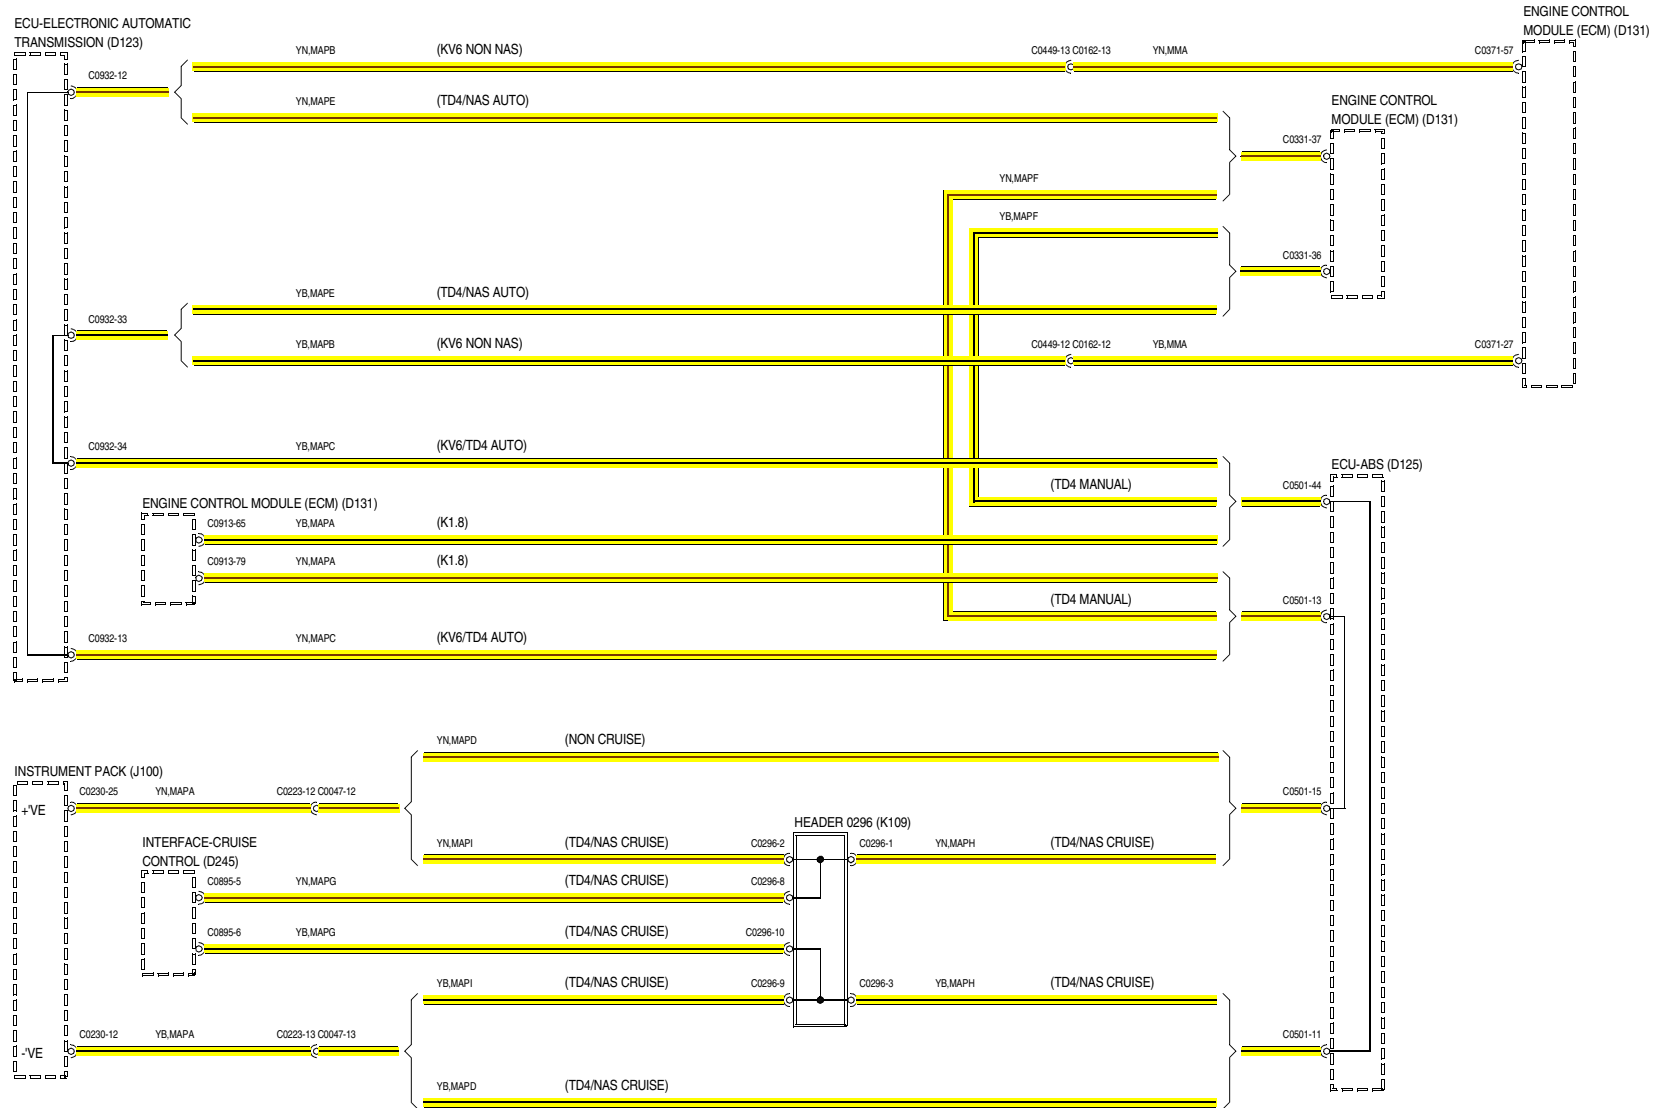 ECU-ELECTRONIC AUTOMATIC
TRANSMISSION (D123)
ENGINE CONTROL
MODULE (ECM) (D131)
C0932-12
YN,MAPB
(KV6 NON NAS)
C0449-13 C0162-13
YN,MMA
C0371-57
YN,MAPE
(TD4/NAS AUTO)
ENGINE CONTROL
MODULE (ECM) (D131)
C0331-37
YN,MAPF
YB,MAPF
C0331-36
C0932-33
YB,MAPE
(TD4/NAS AUTO)
YB,MAPB
(KV6 NON NAS)
C0449-12 C0162-12
YB,MMA
C0371-27
C0932-34
YB,MAPC
(KV6/TD4 AUTO)
ECU-ABS (D125)
(TD4 MANUAL)
C0501-44
ENGINE CONTROL MODULE (ECM) (D131)
C0913-65
YB,MAPA
(K1.8)
C0913-79
YN,MAPA
(K1.8)
(TD4 MANUAL)
C0501-13
C0932-13
YN,MAPC
(KV6/TD4 AUTO)
YN,MAPD
(NON CRUISE)
INSTRUMENT PACK (J100)
+'VE
C0230-25
YN,MAPA
C0223-12 C0047-12
C0501-15
HEADER 0296 (K109)
INTERFACE-CRUISE
CONTROL (D245)
YN,MAPI
(TD4/NAS CRUISE)
C0296-2
C0296-1
YN,MAPH
(TD4/NAS CRUISE)
C0895-5
YN,MAPG
(TD4/NAS CRUISE)
C0296-8
C0895-6
YB,MAPG
(TD4/NAS CRUISE)
C0296-10
YB,MAPI
(TD4/NAS CRUISE)
C0296-9
C0296-3
YB,MAPH
(TD4/NAS CRUISE)
-'VE
C0230-12
YB,MAPA
C0223-13 C0047-13
C0501-11
YB,MAPD
(TD4/NAS CRUISE)